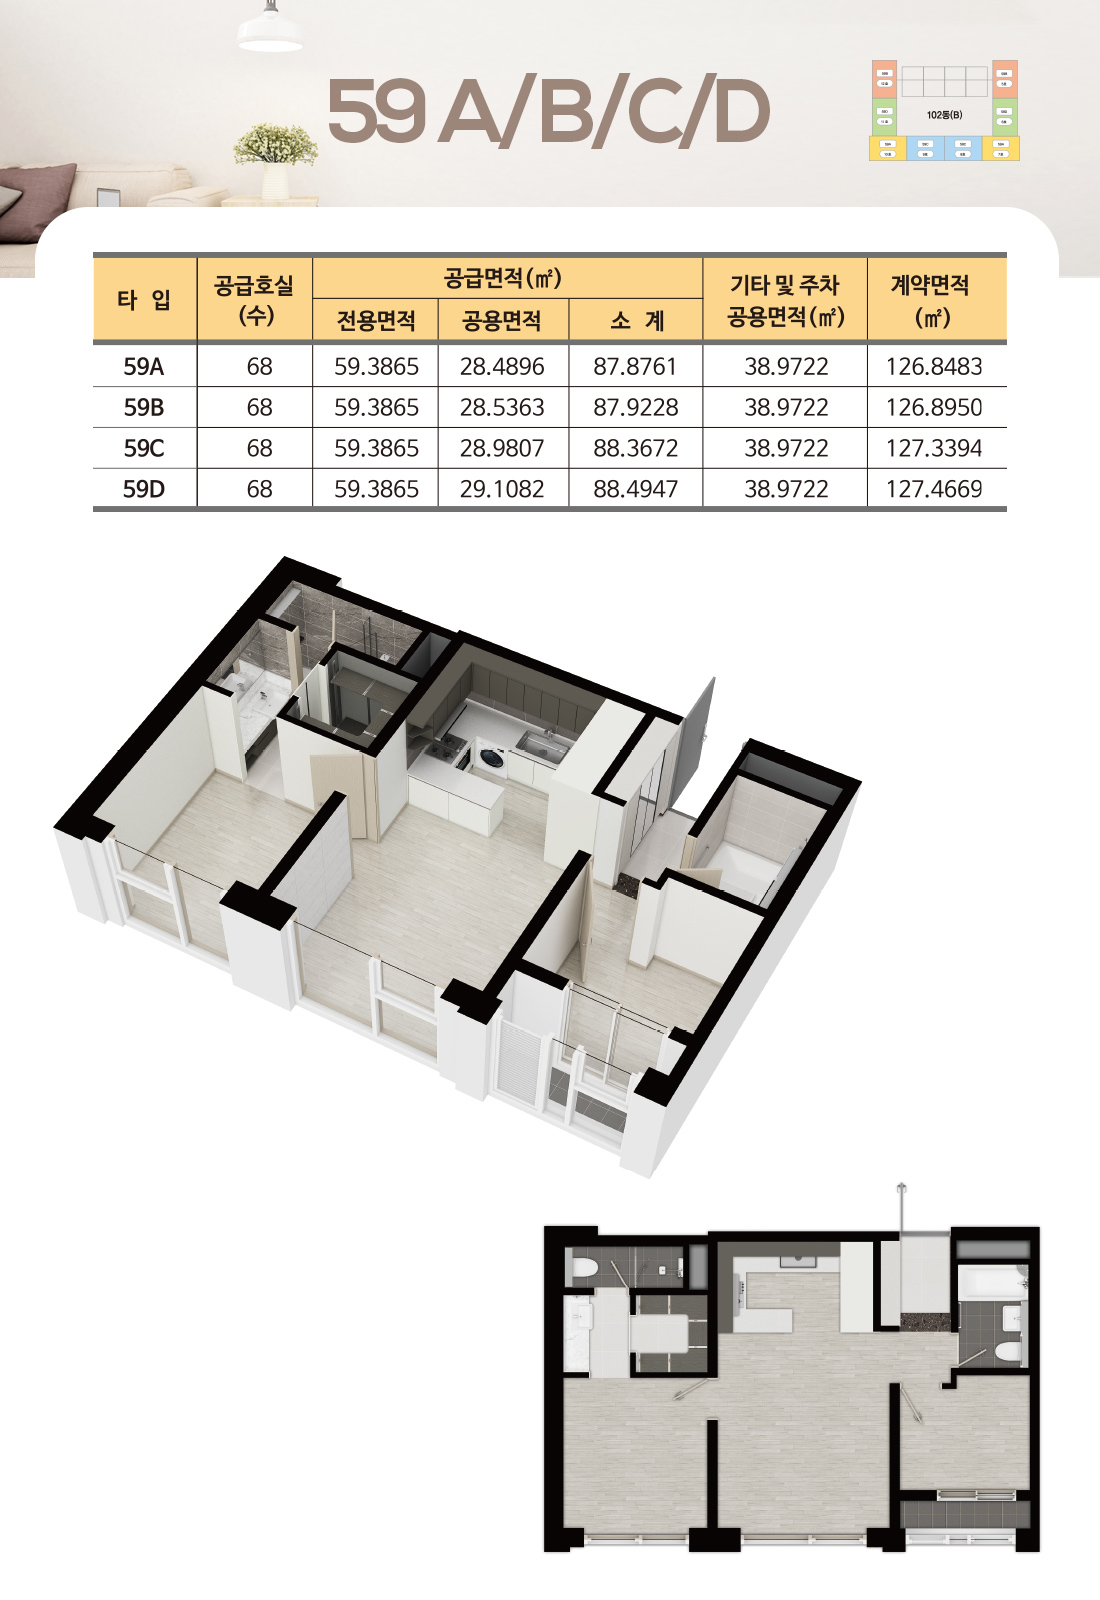 59 A/B/C/D
102동(B)
타 입 공급호실 (수) 공급면적(㎡) 기타 및 주차 공용면적(㎡) 계약면적 (㎡)
전용면적 공용면적 소 계
59A 68 59.3865 28.4896 87.8761 38.9722 126.8483
59B 68 59.3865 28.5363 87.9228 38.9722 126.8950
59C 68 59.3865 28.9807 88.3672 38.9722 127.3394
59D 68 59.3865 29.1082 88.4947 38.9722 127.4669